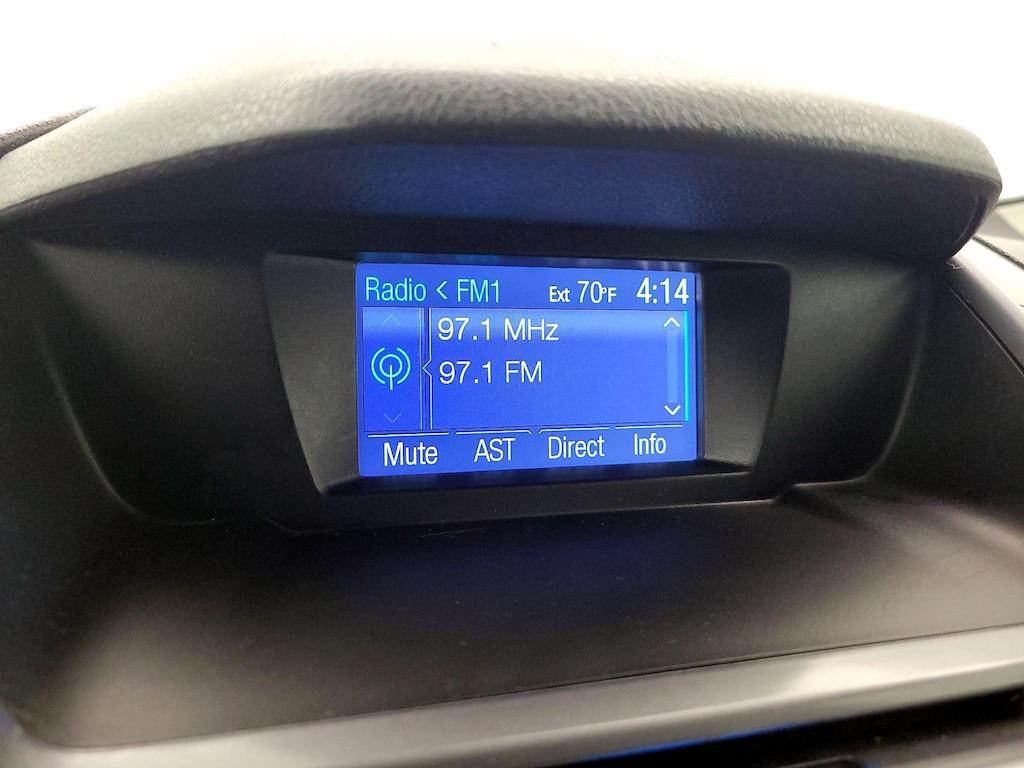 Radio < FM1 Ext 70°F 4:14
97.1 MHz
97.1 FM
Mute AST Direct Info